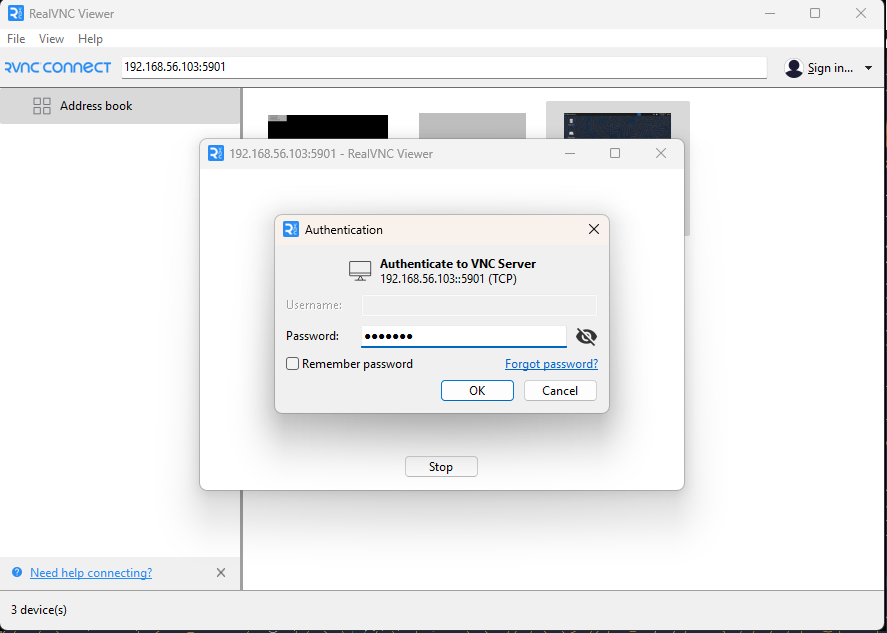 RealVNC Viewer
File View Help
RVNC CONNECT 192.168.56.103:5901 Sign in...
Address book
192.168.56.103:5901 - RealVNC Viewer
Authentication
Authenticate to VNC Server
192.168.56.103::5901 (TCP)
Username:
Password: ●●●●●●●
Remember password Forgot password?
OK Cancel
Stop
Need help connecting?
3 device(s)